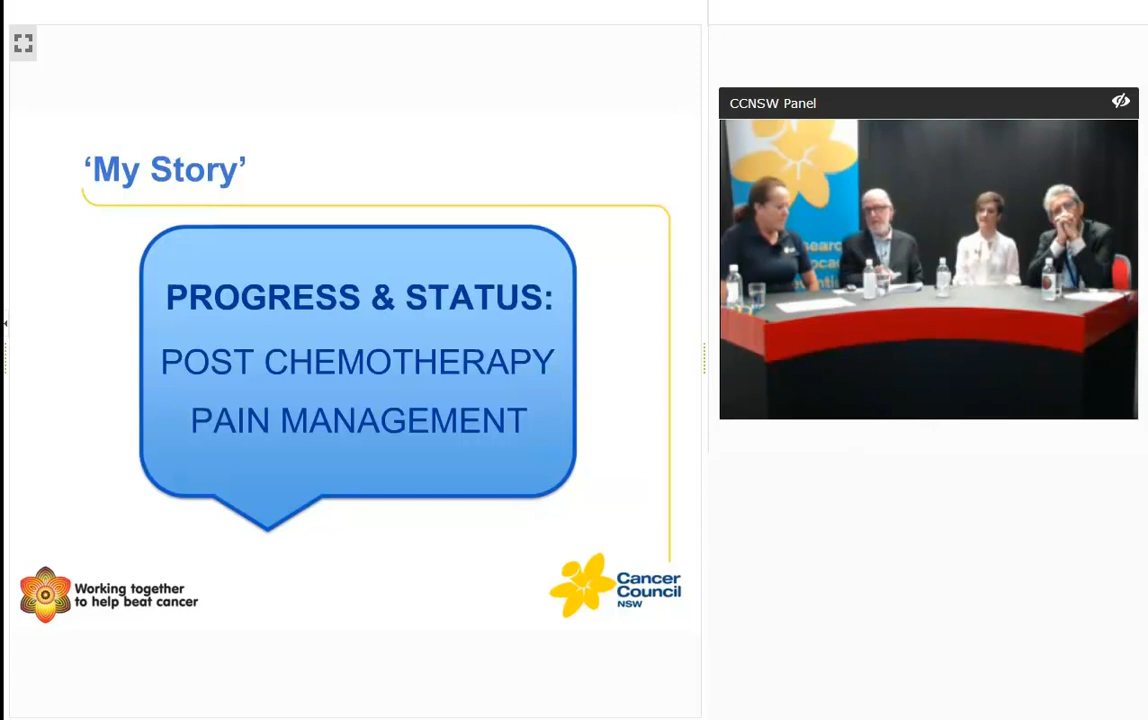 ‘My Story’
PROGRESS & STATUS:
POST CHEMOTHERAPY
PAIN MANAGEMENT
Working together
to help beat cancer
Cancer
Council
NSW
CCNSW Panel